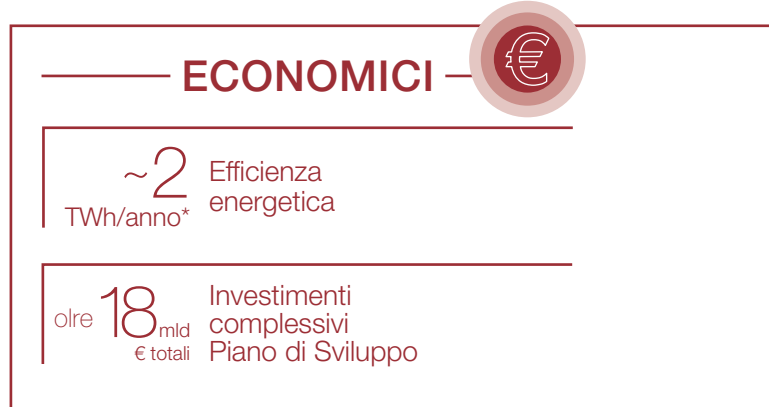 ECONOMICI
€
~2
TWh/anno*
Efficienza
energetica
olre 18 mld
€ totali
Investimenti
complessivi
Piano di Sviluppo